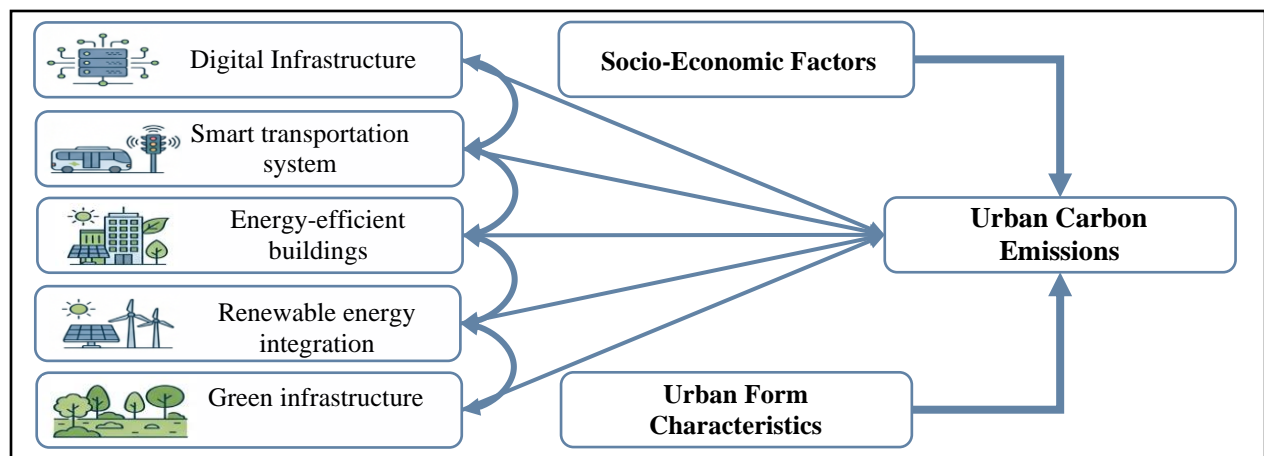 Digital Infrastructure
Smart transportation
system
Energy-efficient
buildings
Renewable energy
integration
Green infrastructure
Socio-Economic Factors
Urban Carbon
Emissions
Urban Form
Characteristics